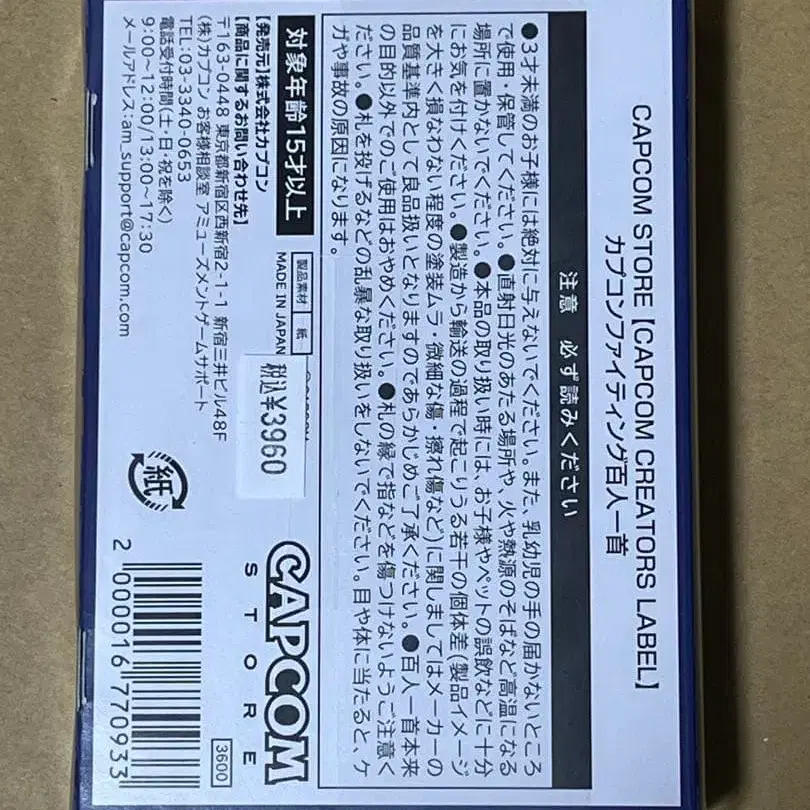 CAPCOM STORE【CAPCOM CREATORS LABEL】
カプコンファイティング百人一首
注意 必ず読みください
●3才未満のお子様には絶対に与えないでください。また、乳幼児の手の届かないところ
で使用・保管してください。●直射日光のあたる場所や、火や熱源のそばなど高温になる
場所に置かないでください。●本品の取り扱い時には、お子様やペットの誤飲などに十分
にお気を付けください。●製造から輸送の過程で起こりうる若干の個体差(製品イメージ
を大きく損なわない程度の塗装ムラ・微細な傷・擦れ傷など)に関しましてはメーカーの
品質基準内として良品扱いとなりますのであらかじめご了承ください。●百人一首本来
の目的以外でのご使用はおやめください。●札の縁で指などを傷つけないようご注意く
ださい。●札を投げるなどの乱暴な取り扱いをしないでください。目や体に当たると、ケ
ガや事故の原因になります。
対象年齢15才以上
製品素材 紙
MADE IN JAPAN
税込¥3960
【発売元】株式会社カプコン
【商品に関するお問い合わせ先】
(株)カプコン お客様相談室 アミューズメントゲームサポート
〒163-0448 東京都新宿区西新宿2-1-1 新宿三井ビル48F
TEL:03-3340-0653
電話受付時間(土・日・祝を除く)
9:00~12:00/13:00~17:30
メールアドレス:am_support@capcom.com
紙
CAPCOM
STORE
3600
2 000016 770933